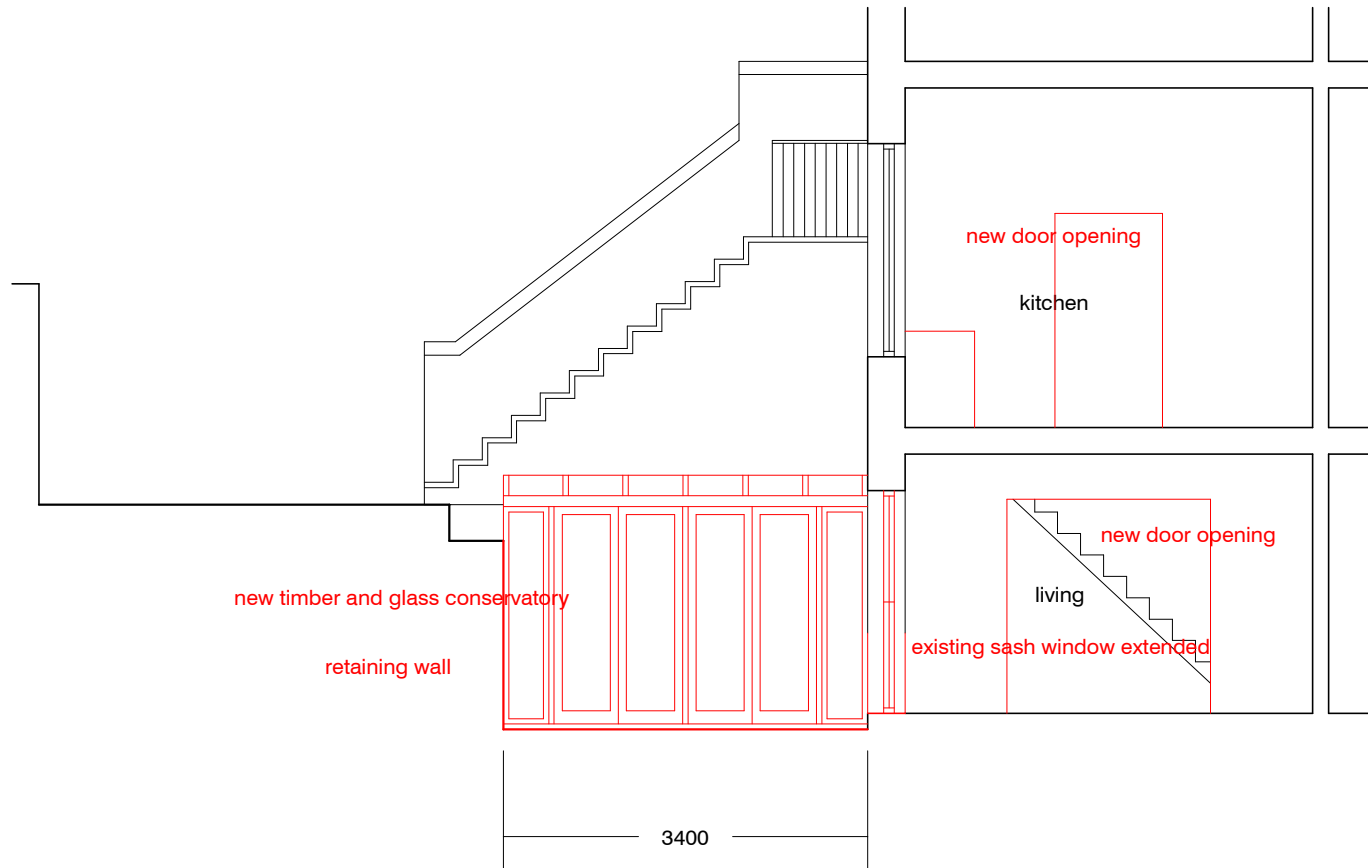 new door opening
kitchen
new door opening
living
new timber and glass conservatory
existing sash window extended
retaining wall
3400